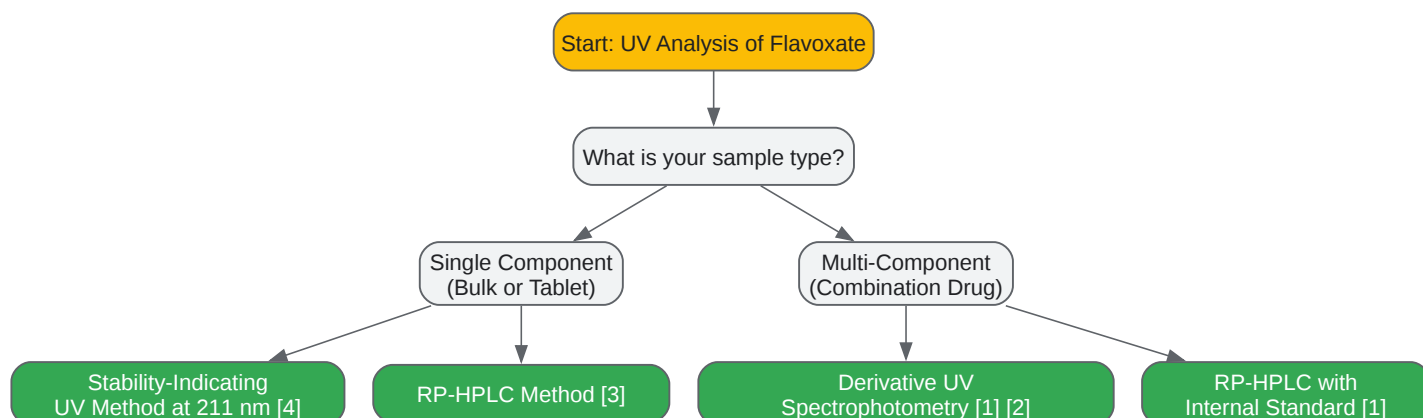 Start: UV Analysis of Flavoxate
What is your sample type?
Single Component
(Bulk or Tablet)
Multi-Component
(Combination Drug)
Stability-Indicating
UV Method at 211 nm [4]
RP-HPLC Method [3]
Derivative UV
Spectrophotometry [1] [2]
RP-HPLC with
Internal Standard [1]